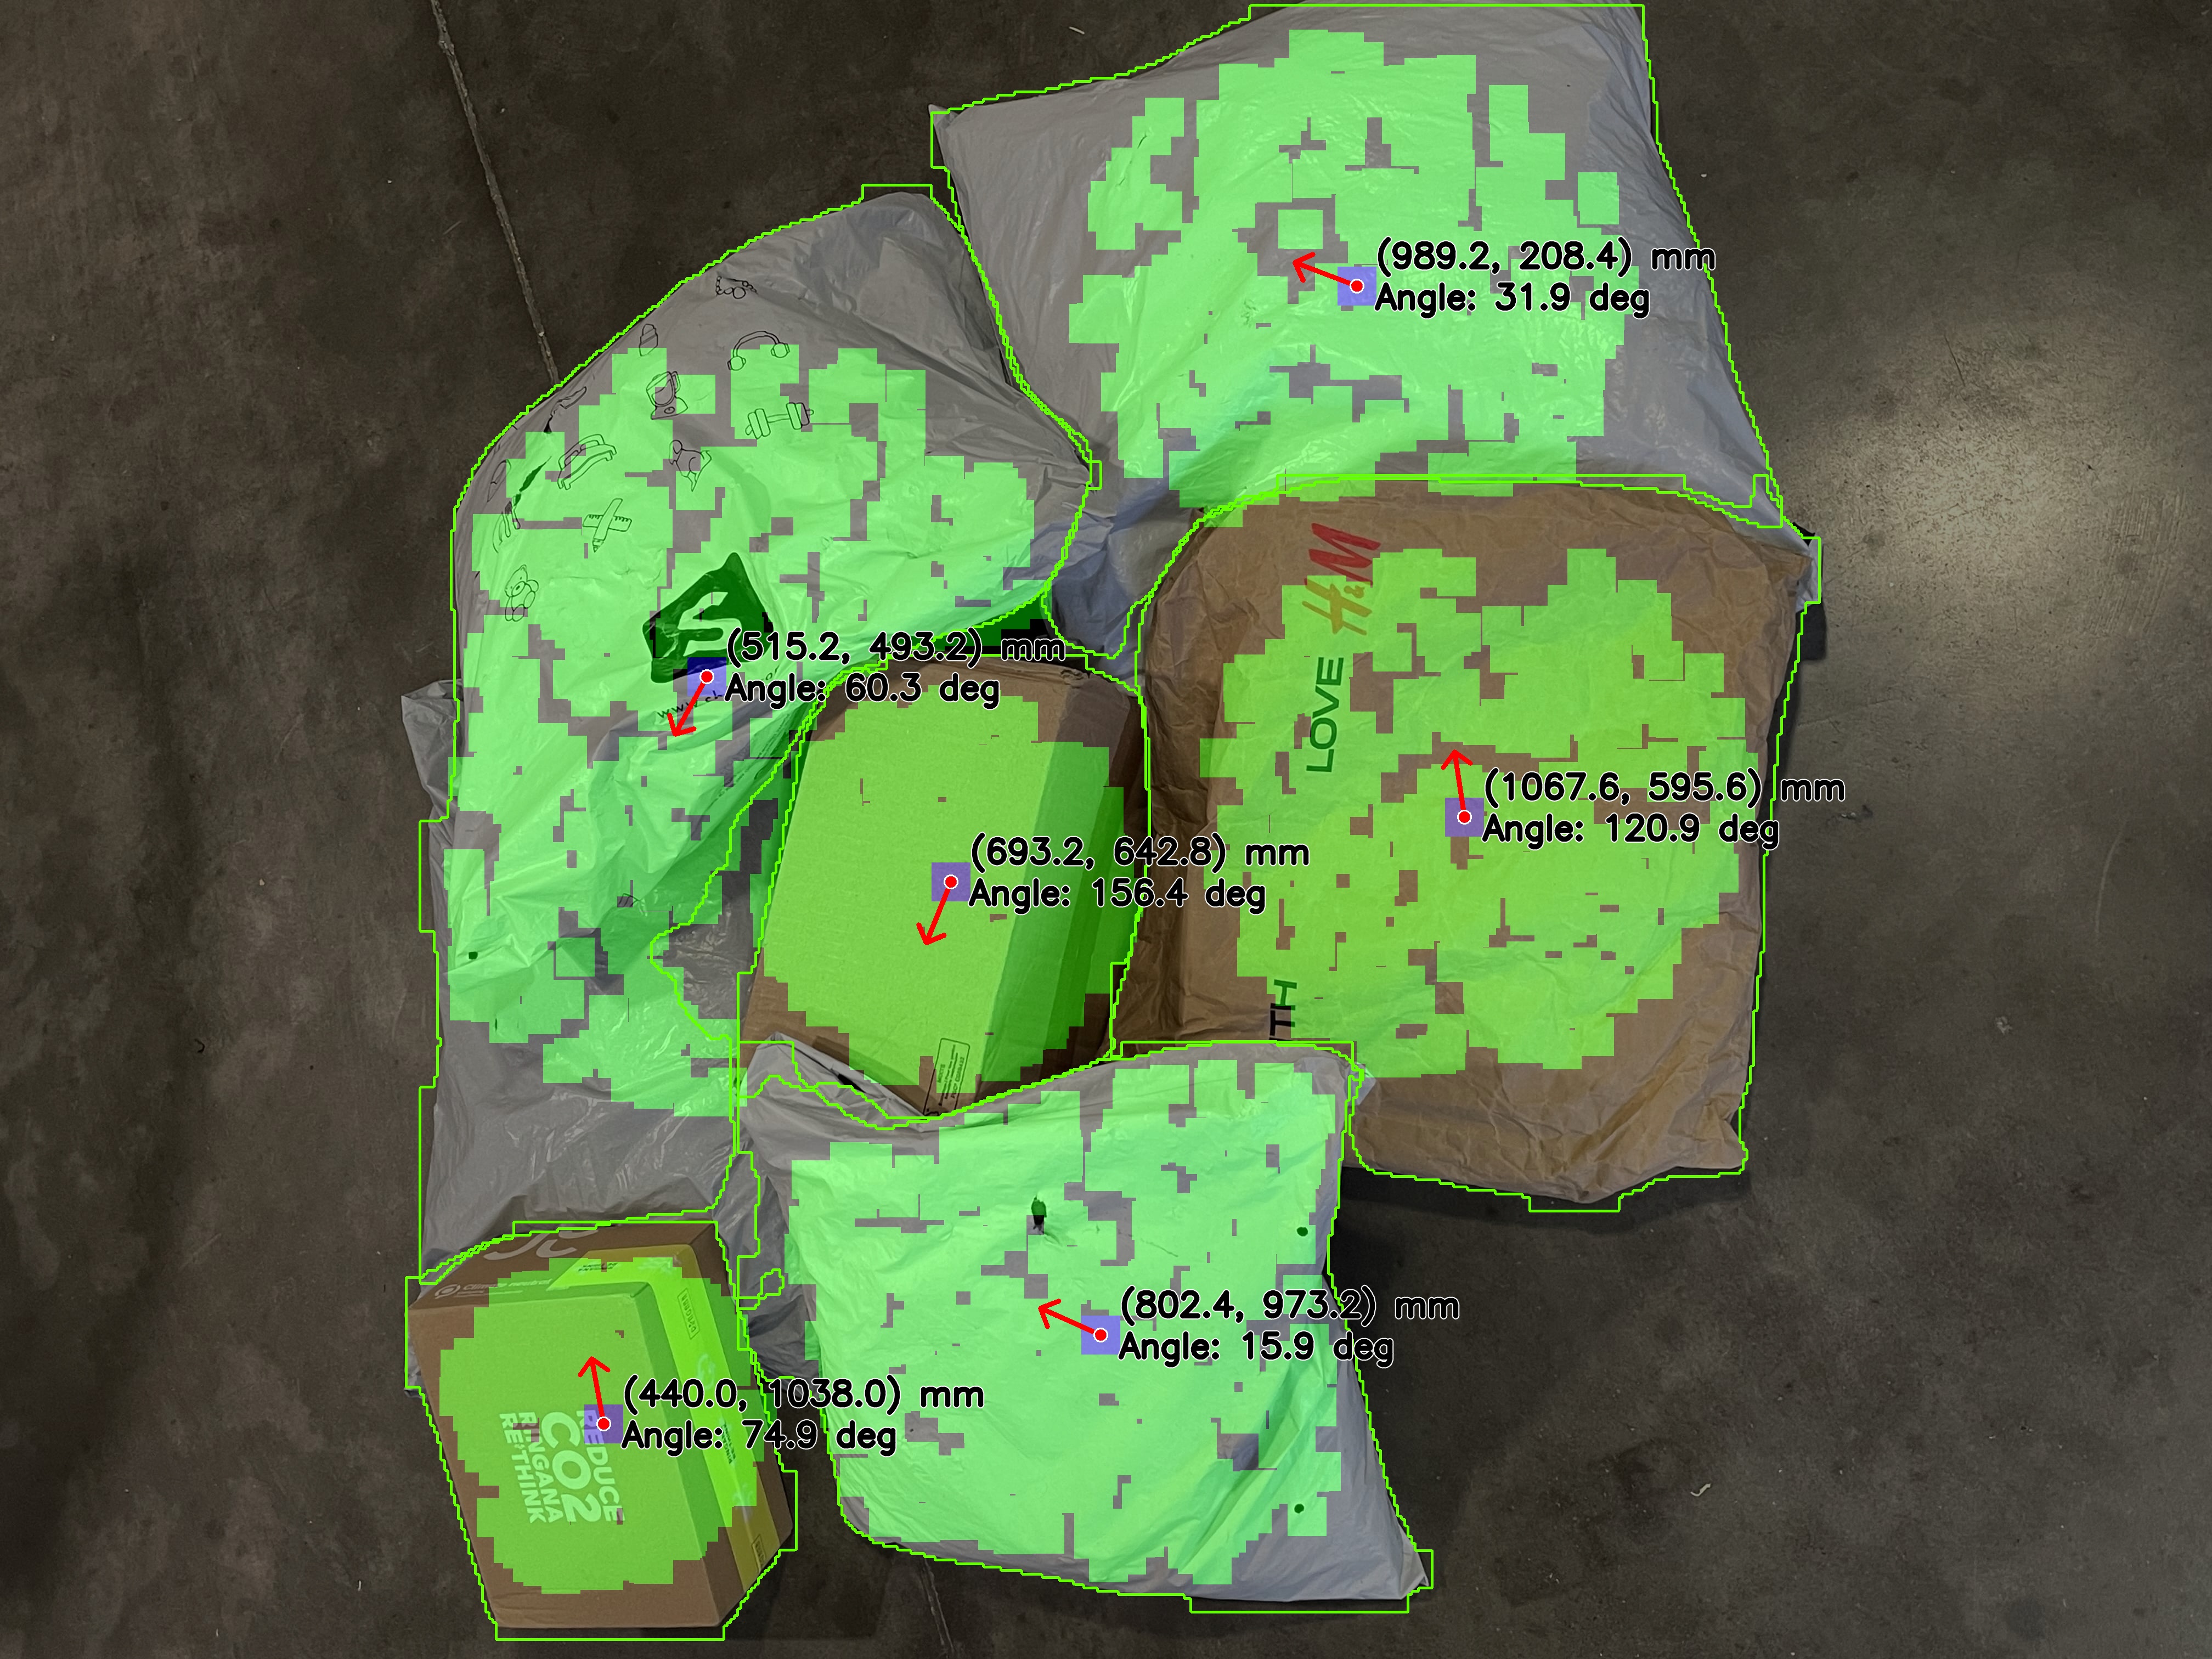 (989.2, 208.4) mm
Angle: 31.9 deg
H&M
LOVE
(515.2, 493.2) mm
Angle: 60.3 deg
(1067.6, 595.6) mm
Angle: 120.9 deg
(693.2, 642.8) mm
Angle: 156.4 deg
TH
(802.4, 973.2) mm
Angle: 15.9 deg
(440.0, 1038.0) mm
Angle: 74.9 deg
REDUCE
CO2
RINGANA
RE:THINK